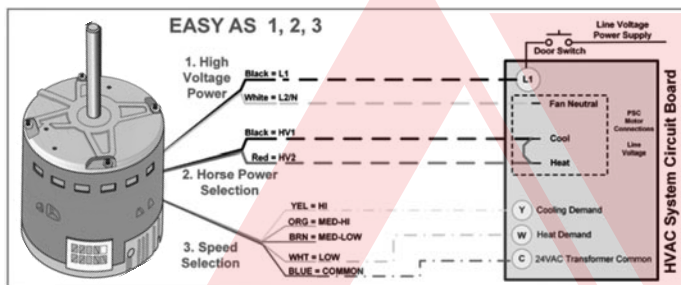 EASY AS 1, 2, 3
Line Voltage
Power Supply
Door Switch
1. High
Voltage
Power
Black = L1
White = L2/N
L1
Fan Neutral
PSC
Motor
Connections
Line
Voltage
Black = HV1
Red = HV2
Cool
Heat
2. Horse Power
Selection
3. Speed
Selection
YEL = HI
ORG = MED-HI
BRN = MED-LOW
WHT = LOW
BLUE = COMMON
Y Cooling Demand
W Heat Demand
C 24VAC Transformer Common
HVAC System Circuit Board